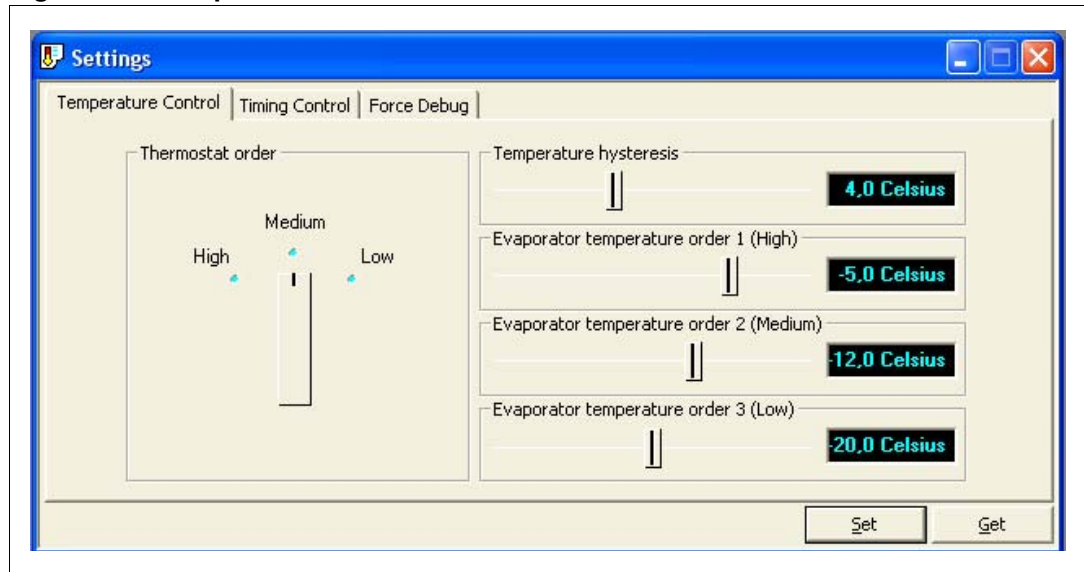 Settings
Temperature Control
Timing Control
Force Debug
Thermostat order
Medium
High
Low
Temperature hysteresis
4,0 Celsius
Evaporator temperature order 1 (High)
-5,0 Celsius
Evaporator temperature order 2 (Medium)
-12,0 Celsius
Evaporator temperature order 3 (Low)
-20,0 Celsius
Set
Get